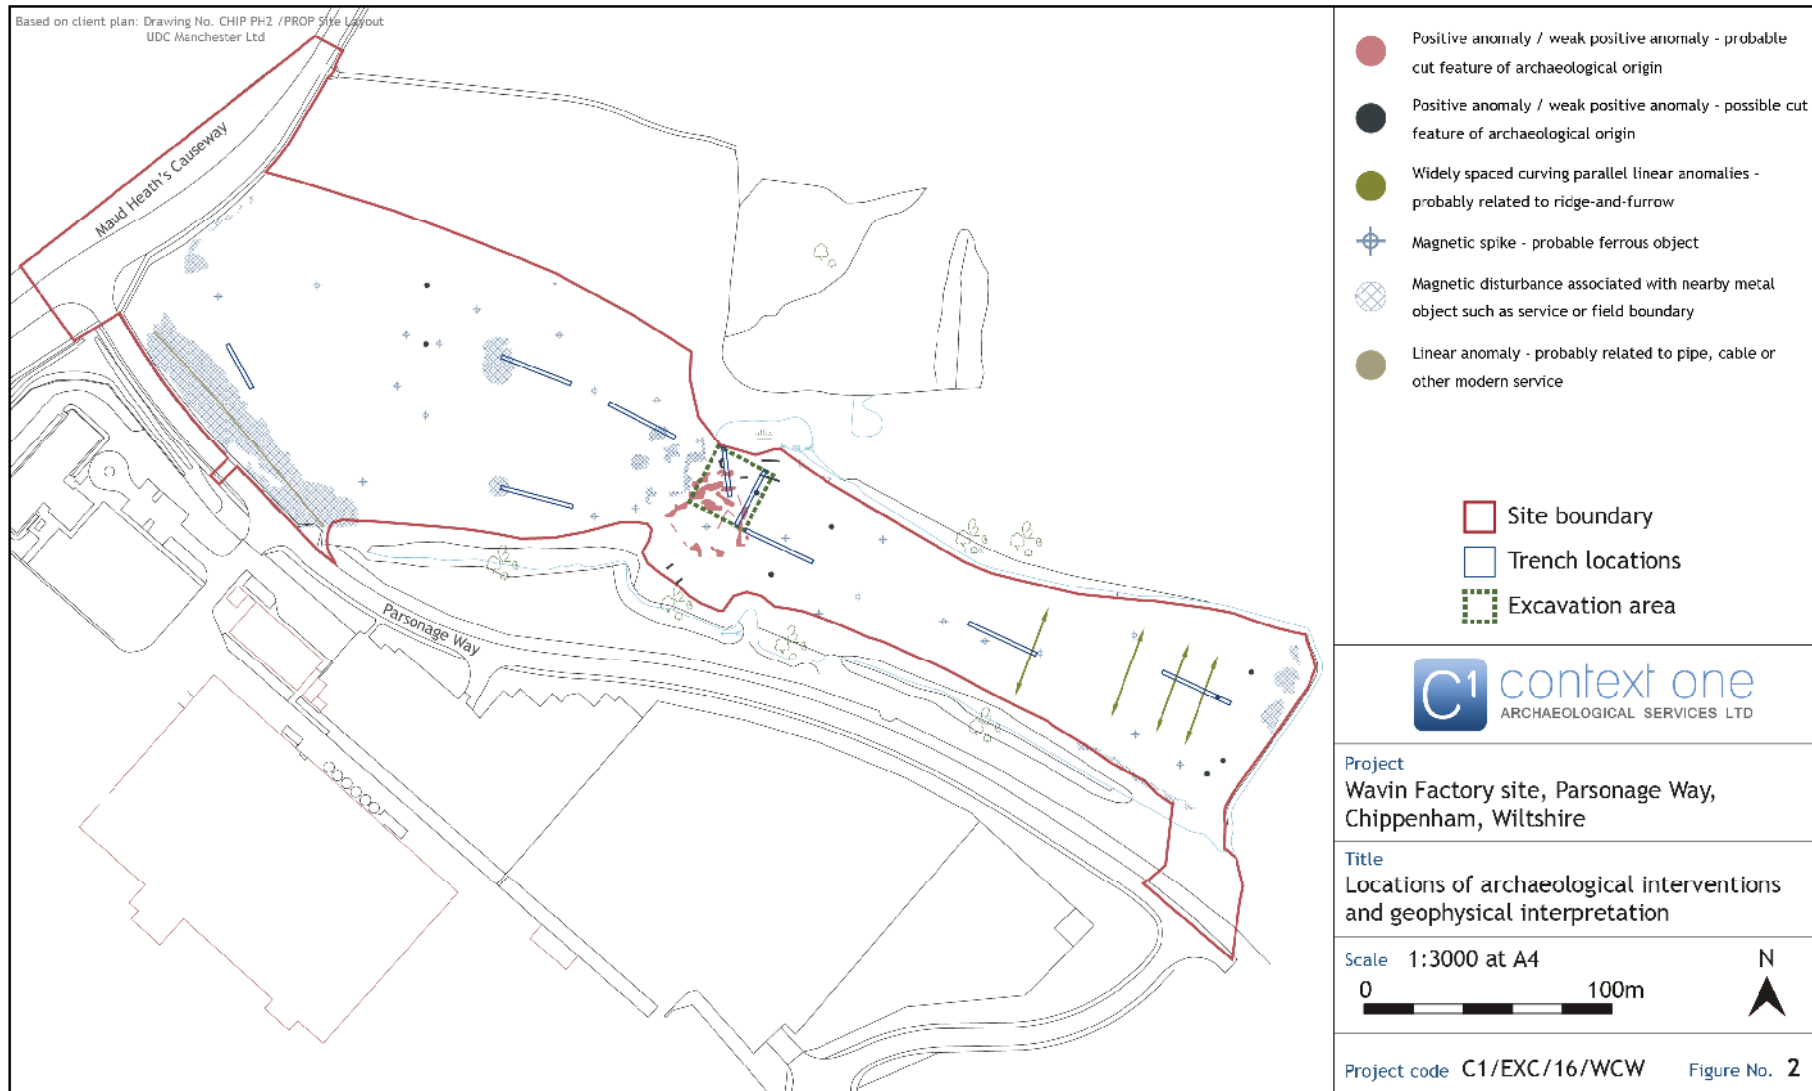 Based on client plan: Drawing No. CHIP PH2 /PROP Site Layout
UDC Manchester Ltd
Maud Heath's Causeway
Parsonage Way
Positive anomaly / weak positive anomaly - probable
cut feature of archaeological origin
Positive anomaly / weak positive anomaly - possible cut
feature of archaeological origin
Widely spaced curving parallel linear anomalies -
probably related to ridge-and-furrow
Magnetic spike - probable ferrous object
Magnetic disturbance associated with nearby metal
object such as service or field boundary
Linear anomaly - probably related to pipe, cable or
other modern service
Site boundary
Trench locations
Excavation area
C1 context one
ARCHAEOLOGICAL SERVICES LTD
Project
Wavin Factory site, Parsonage Way,
Chippenham, Wiltshire
Title
Locations of archaeological interventions
and geophysical interpretation
Scale 1:3000 at A4
N
0 100m
Project code C1/EXC/16/WCW Figure No. 2